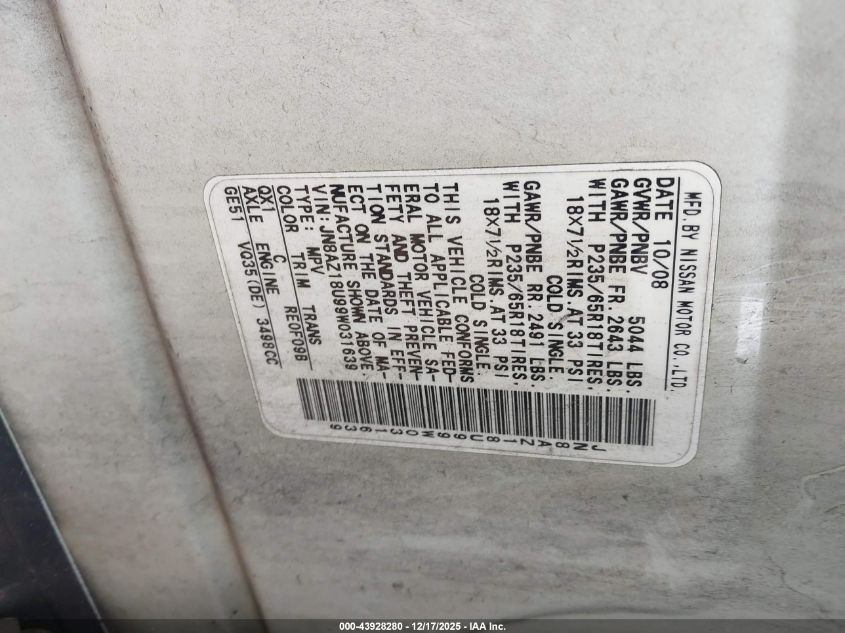 MFD.BY NISSAN MOTOR CO.,LTD.
DATE 10/08
GVWR/PNBV 5044 LBS.
GAWR/PNBE FR. 2643 LBS.
WITH P235/65R18TIRES.
18X7½RIMS.AT 33 PSI
COLD SINGLE.
GAWR/PNBE RR. 2491 LBS.
WITH P235/65R18TIRES.
18X7½RIMS.AT 33 PSI
COLD SINGLE.
THIS VEHICLE CONFORMS
TO ALL APPLICABLE FED-
ERAL MOTOR VEHICLE SA-
FETY AND THEFT PREVEN-
TION STANDARDS IN EFF-
ECT ON THE DATE OF MA-
NUFACTURE SHOWN ABOVE.
VIN: JN8AZ18U99W031639
TYPE: MPV
COLOR TRIM TRANS
QX1 C RE0F09B
AXLE ENGINE
GE51 VQ35(DE) 3498CC
JN8AZ18U99W031639
000-43928280 - 12/17/2025 - IAA Inc.